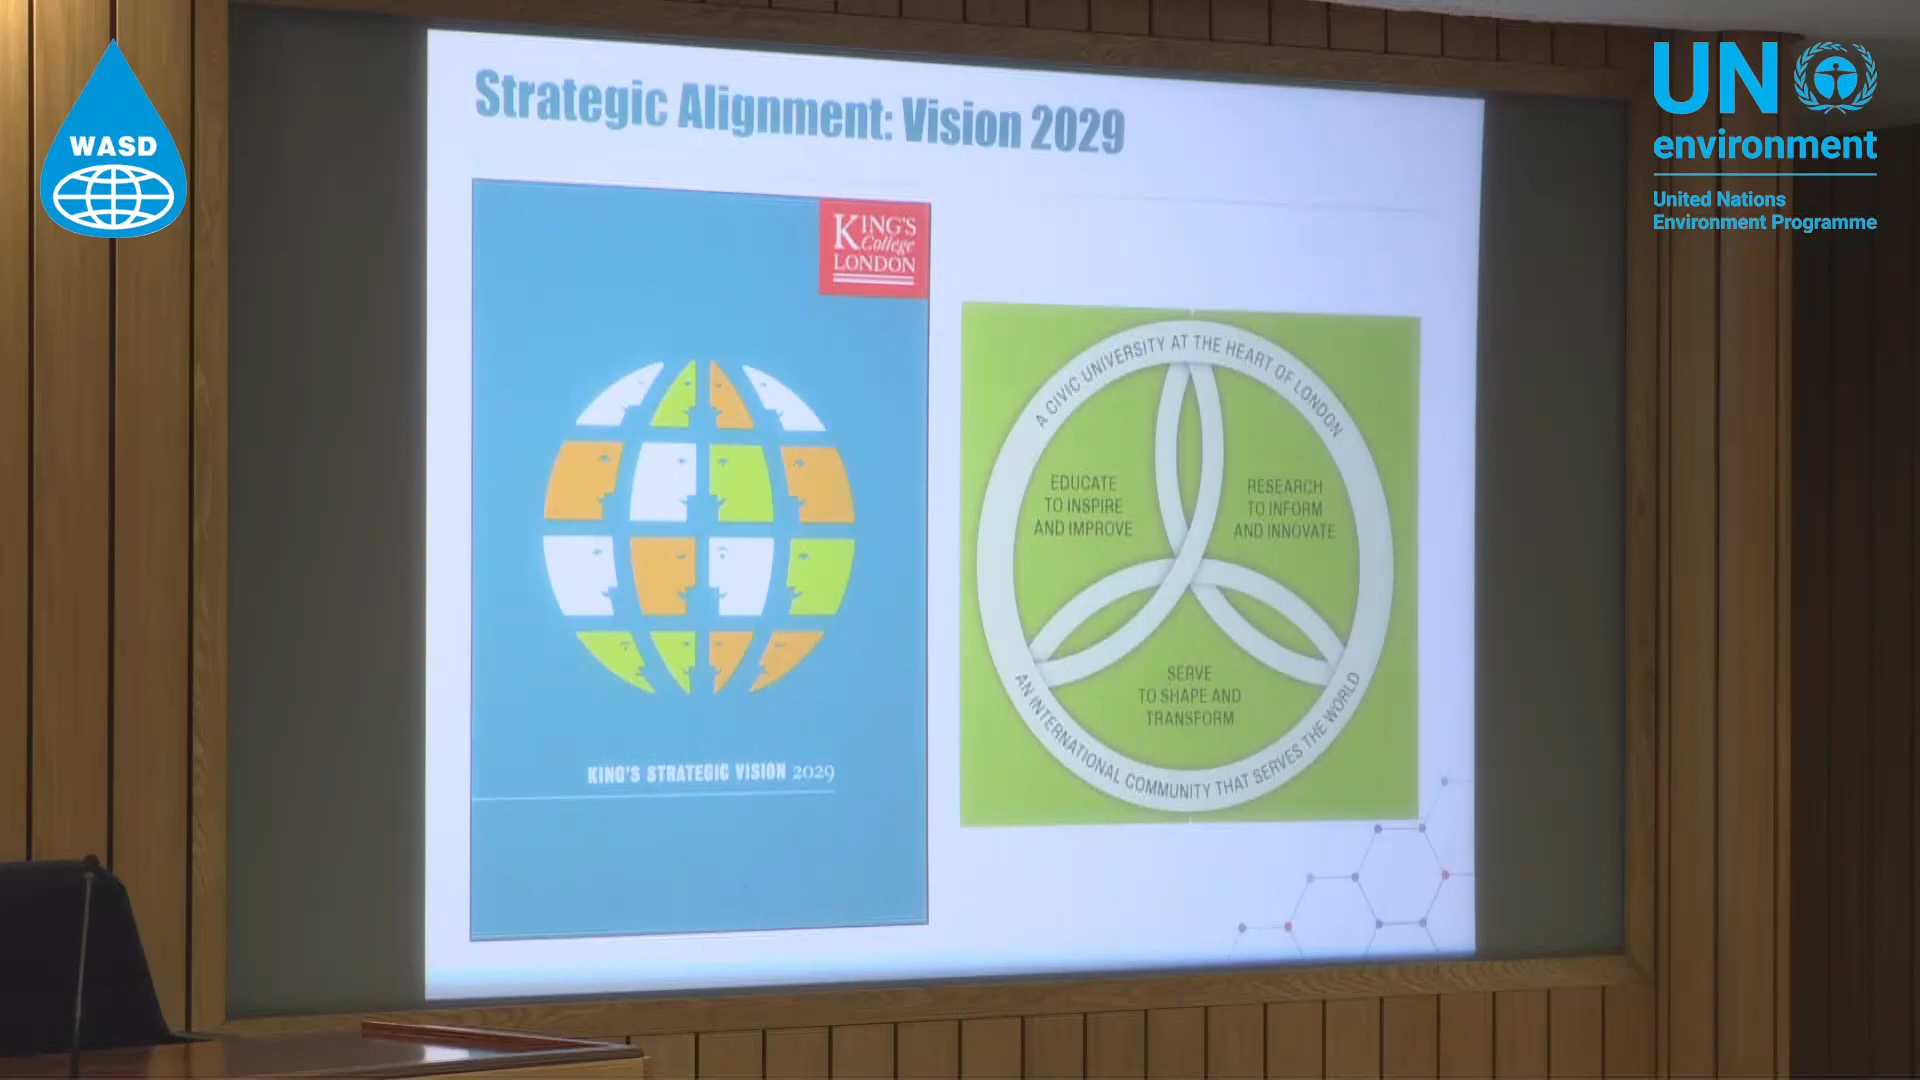 WASD
UN
environment
United Nations
Environment Programme
Strategic Alignment: Vision 2029
KING'S
College
LONDON
KING'S STRATEGIC VISION 2029
A CIVIC UNIVERSITY AT THE HEART OF LONDON
EDUCATE
TO INSPIRE
AND IMPROVE
RESEARCH
TO INFORM
AND INNOVATE
SERVE
TO SHAPE AND
TRANSFORM
AN INTERNATIONAL COMMUNITY THAT SERVES THE WORLD